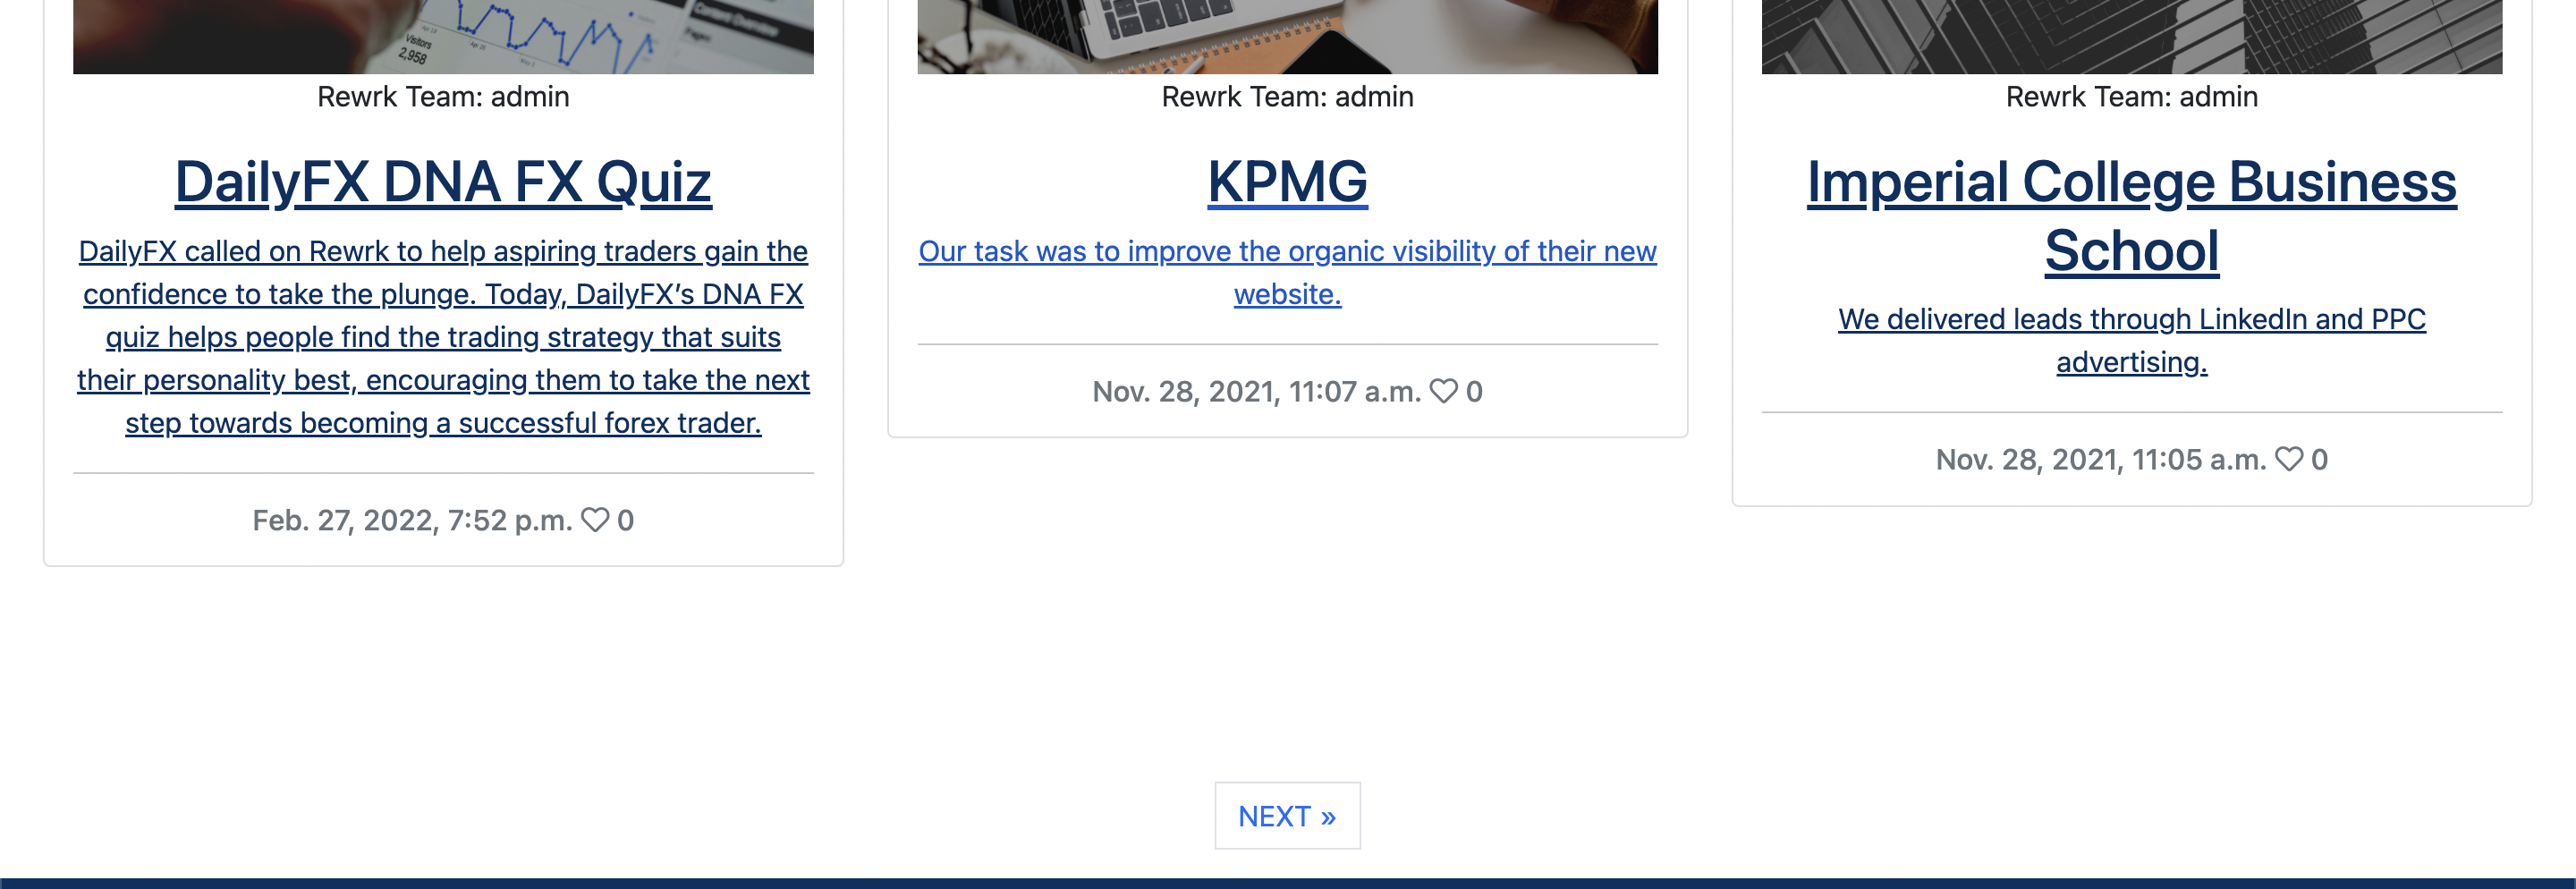 Visitors
2,958
Content Overview
Pages
Rewrk Team: admin
DailyFX DNA FX Quiz
DailyFX called on Rewrk to help aspiring traders gain the
confidence to take the plunge. Today, DailyFX’s DNA FX
quiz helps people find the trading strategy that suits
their personality best, encouraging them to take the next
step towards becoming a successful forex trader.
Feb. 27, 2022, 7:52 p.m. 0
Rewrk Team: admin
KPMG
Our task was to improve the organic visibility of their new
website.
Nov. 28, 2021, 11:07 a.m. 0
Rewrk Team: admin
Imperial College Business
School
We delivered leads through LinkedIn and PPC
advertising.
Nov. 28, 2021, 11:05 a.m. 0
NEXT »